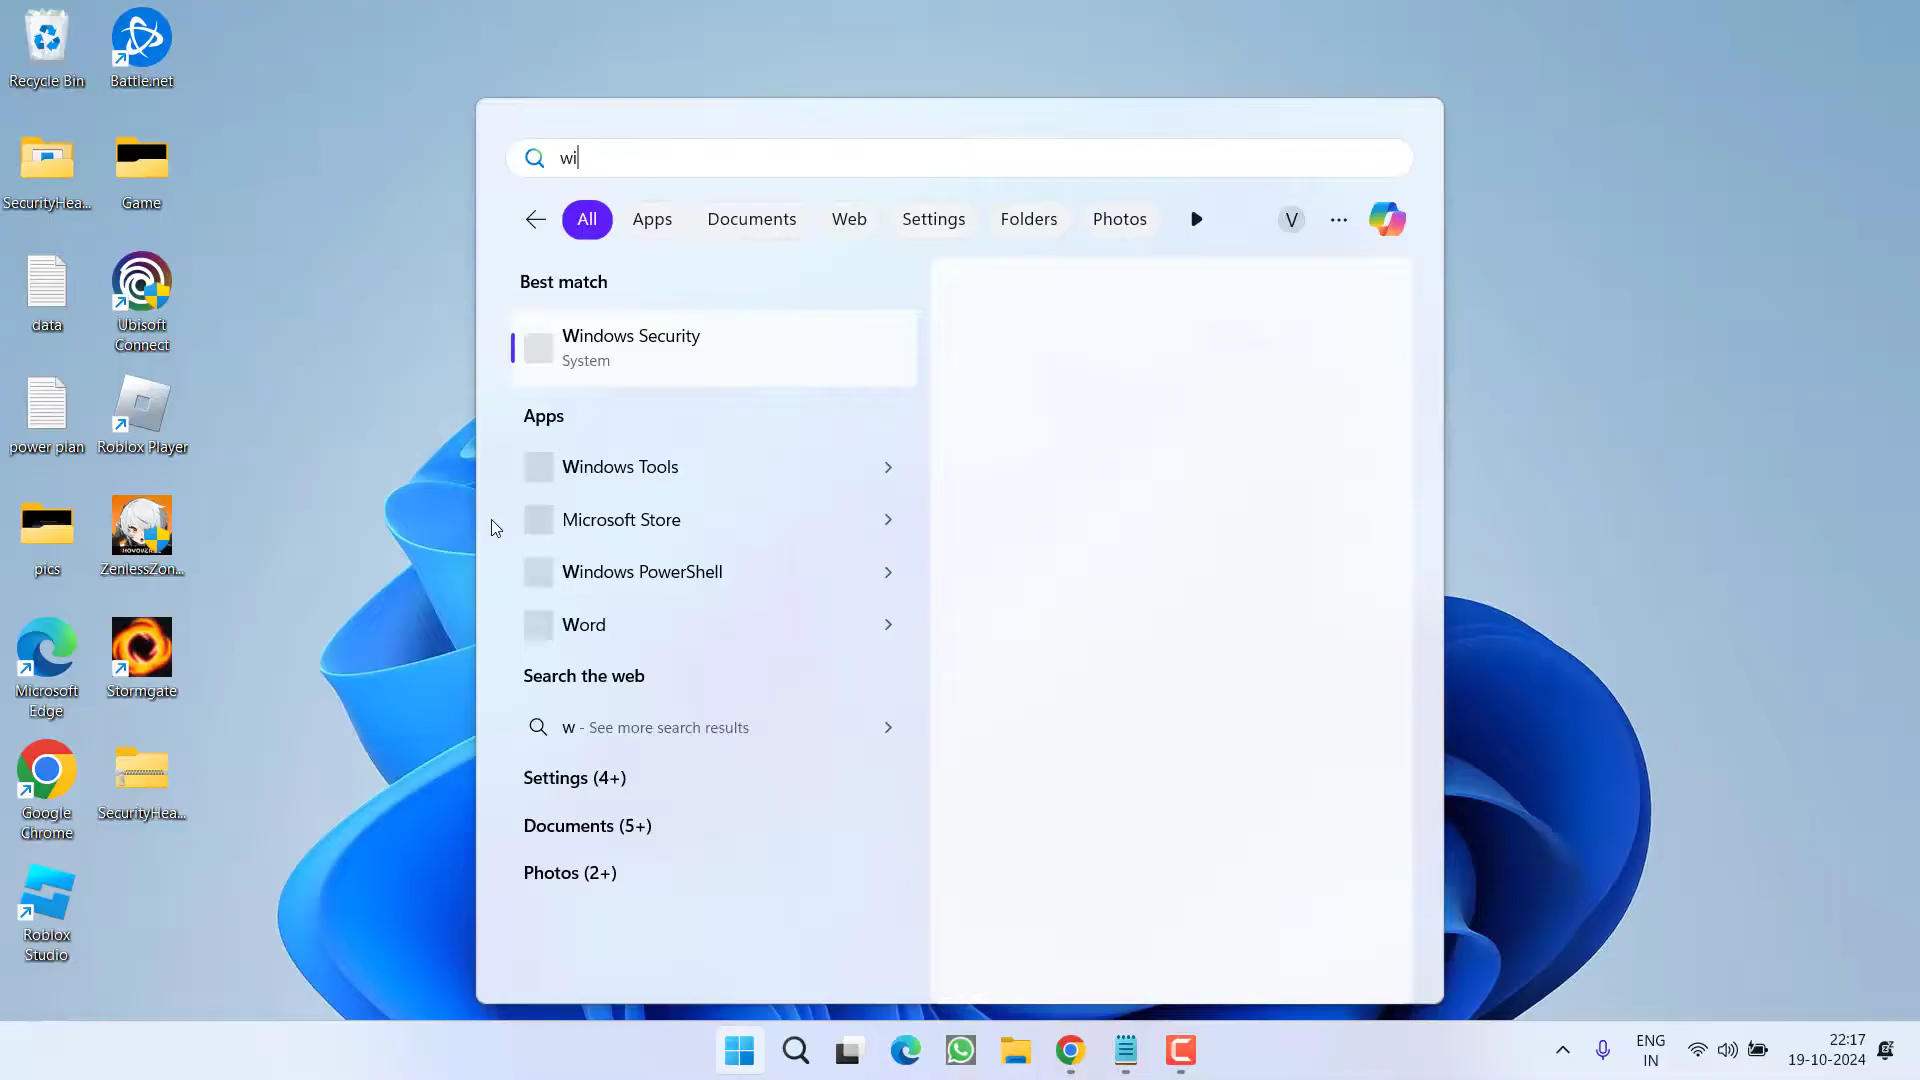 Recycle Bin
Battle.net
SecurityHea...
Game
data
Ubisoft
Connect
power plan
Roblox Player
pics
ZenlessZon...
Microsoft
Edge
Stormgate
Google
Chrome
SecurityHea...
Roblox
Studio
wi
All
Apps
Documents
Web
Settings
Folders
Photos
V
Best match
Windows Security
System
Apps
Windows Tools
Microsoft Store
Windows PowerShell
Word
Search the web
w - See more search results
Settings (4+)
Documents (5+)
Photos (2+)
ENG
IN
22:17
19-10-2024